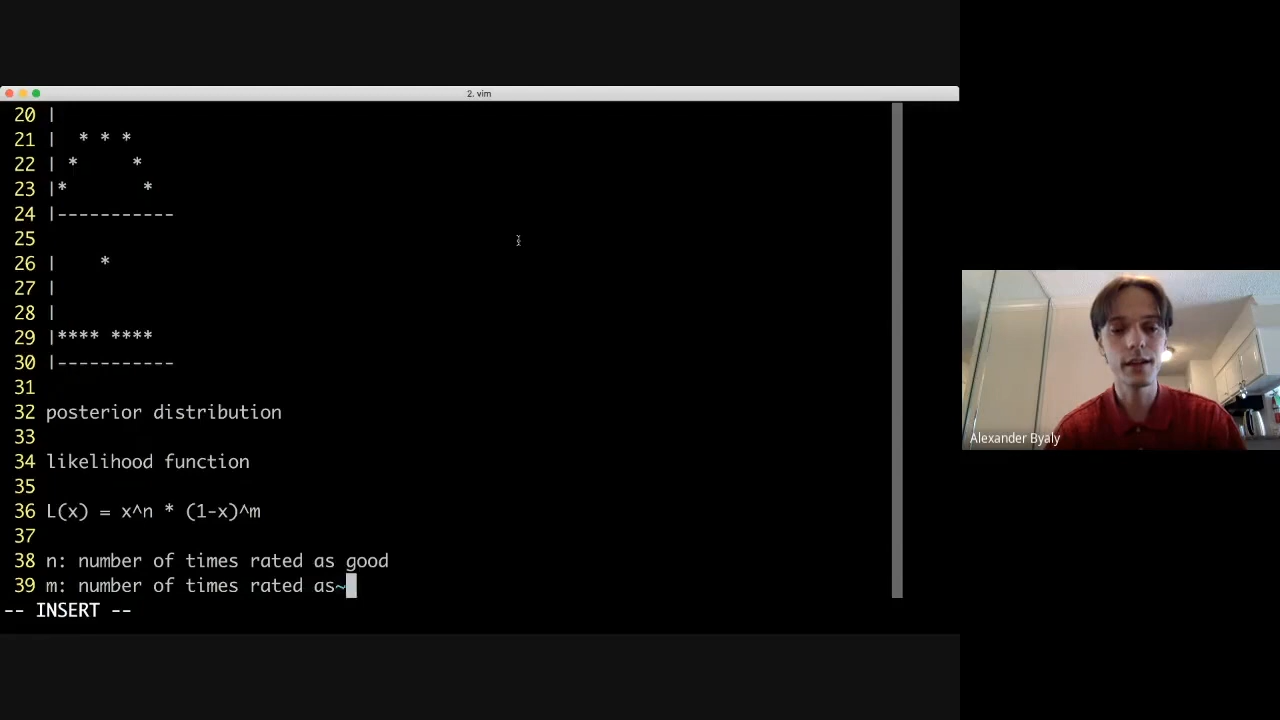 2. vim
20 |
21 |  * * *
22 | *     *
23 |*       *
24 |-----------
25
26 |    *
27 |
28 |
29 |**** ****
30 |-----------
31
32 posterior distribution
33
34 likelihood function
35
36 L(x) = x^n * (1-x)^m
37
38 n: number of times rated as good
39 m: number of times rated as~
-- INSERT --
Alexander Byaly